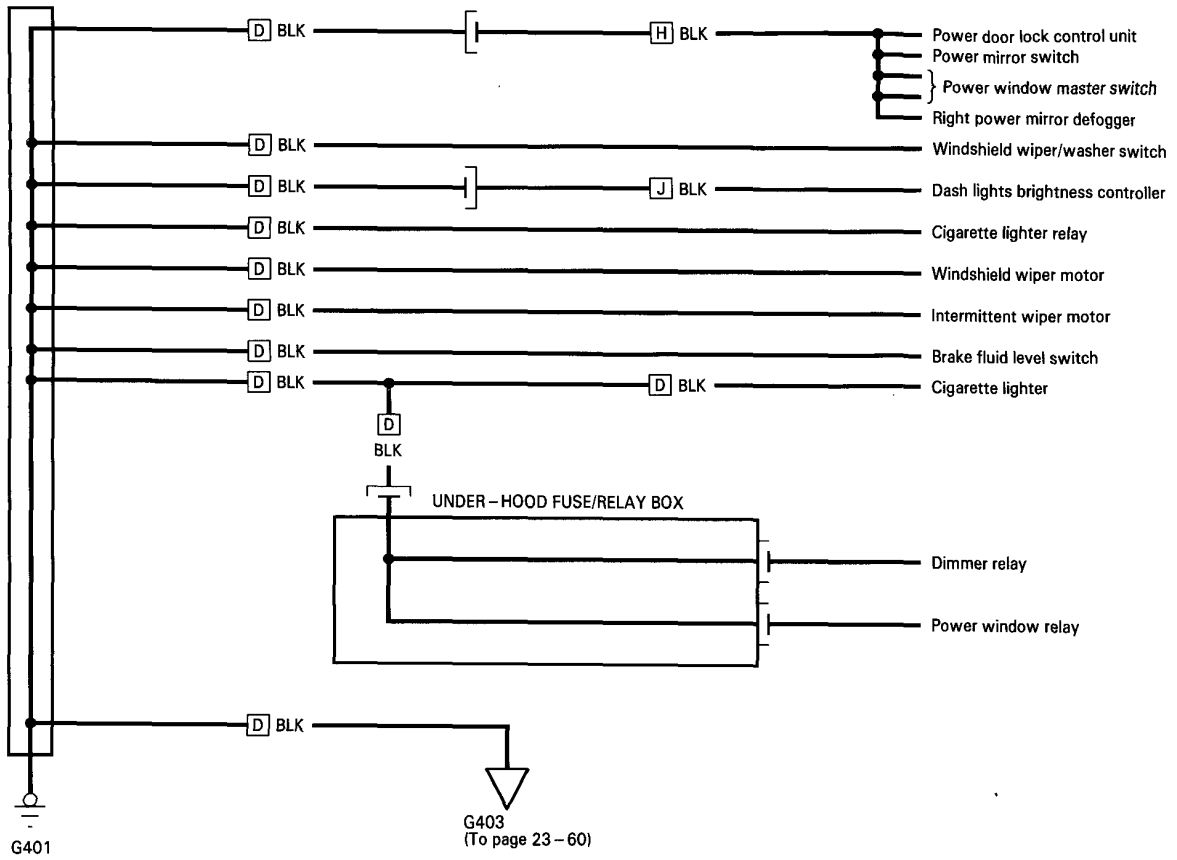 D BLK H BLK Power door lock control unit
Power mirror switch
Power window master switch
Right power mirror defogger
D BLK Windshield wiper/washer switch
D BLK J BLK Dash lights brightness controller
D BLK Cigarette lighter relay
D BLK Windshield wiper motor
D BLK Intermittent wiper motor
D BLK Brake fluid level switch
D BLK D BLK Cigarette lighter
D
BLK
UNDER–HOOD FUSE/RELAY BOX
Dimmer relay
Power window relay
D BLK
G403
(To page 23–60)
G401